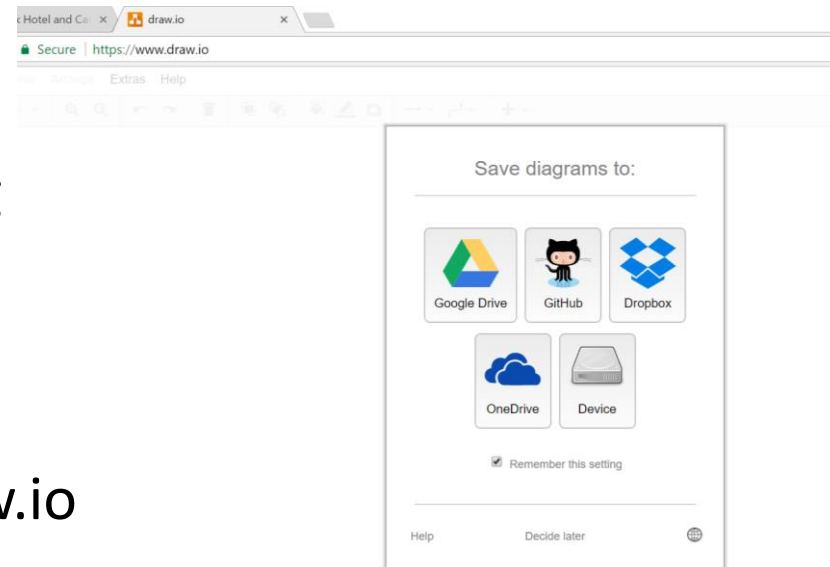 Hotel and Ca
draw.io
Secure https://www.draw.io
Extras Help
Save diagrams to:
Google Drive GitHub Dropbox
OneDrive Device
Remember this setting
w.io
Help Decide later